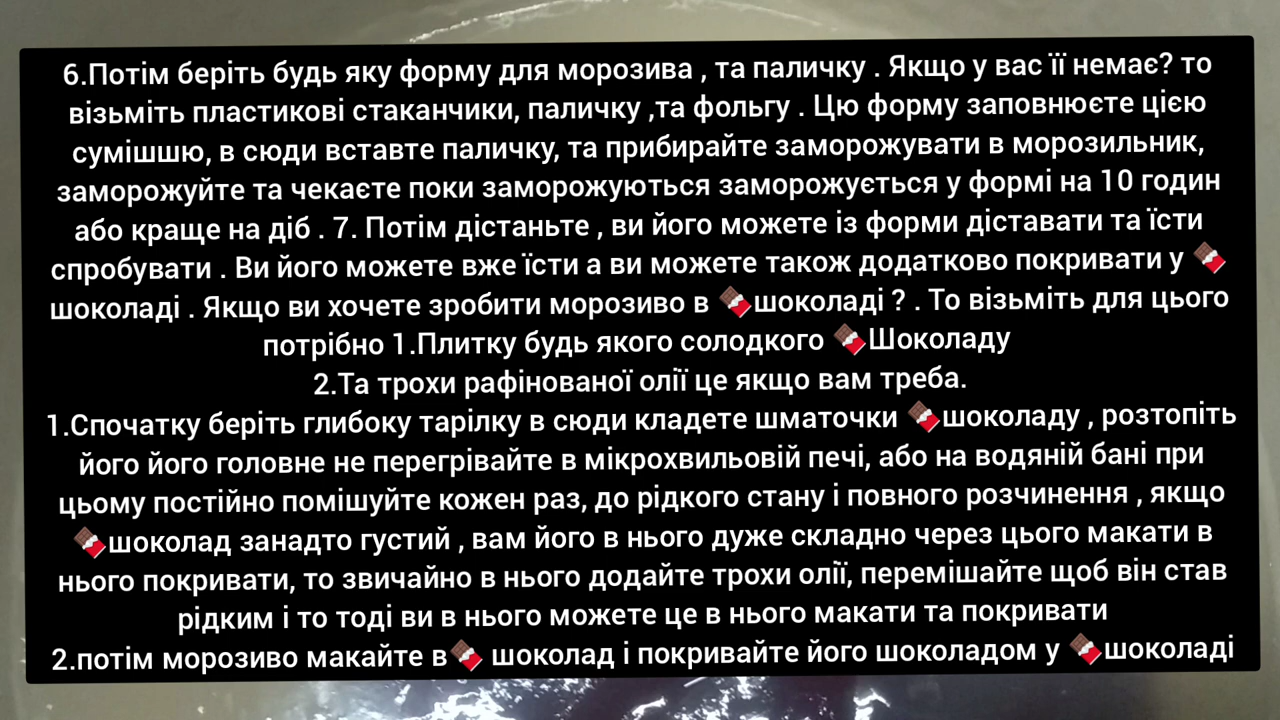 6.Потім беріть будь яку форму для морозива , та паличку . Якщо у вас її немає? то
візьміть пластикові стаканчики, паличку ,та фольгу . Цю форму заповнюєте цією
сумішшю, в сюди вставте паличку, та прибирайте заморожувати в морозильник,
заморожуйте та чекаєте поки заморожуються заморожується у формі на 10 годин
або краще на діб . 7. Потім дістаньте , ви його можете із форми діставати та їсти
спробувати . Ви його можете вже їсти а ви можете також додатково покривати у 🍫
шоколаді . Якщо ви хочете зробити морозиво в 🍫шоколаді ? . То візьміть для цього
потрібно 1.Плитку будь якого солодкого 🍫Шоколаду
2.Та трохи рафінованої олії це якщо вам треба.
1.Спочатку беріть глибоку тарілку в сюди кладете шматочки 🍫шоколаду , розтопіть
його його головне не перегрівайте в мікрохвильовій печі, або на водяній бані при
цьому постійно помішуйте кожен раз, до рідкого стану і повного розчинення , якщо
🍫шоколад занадто густий , вам його в нього дуже складно через цього макати в
нього покривати, то звичайно в нього додайте трохи олії, перемішайте щоб він став
рідким і то тоді ви в нього можете це в нього макати та покривати
2.потім морозиво макайте в🍫 шоколад і покривайте його шоколадом у 🍫шоколаді